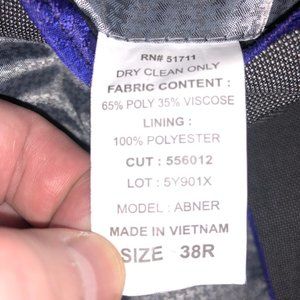 RN# 51711
DRY CLEAN ONLY
FABRIC CONTENT :
65% POLY 35% VISCOSE
LINING :
100% POLYESTER
CUT : 556012
LOT : 5Y901X
MODEL : ABNER
MADE IN VIETNAM
SIZE 38R